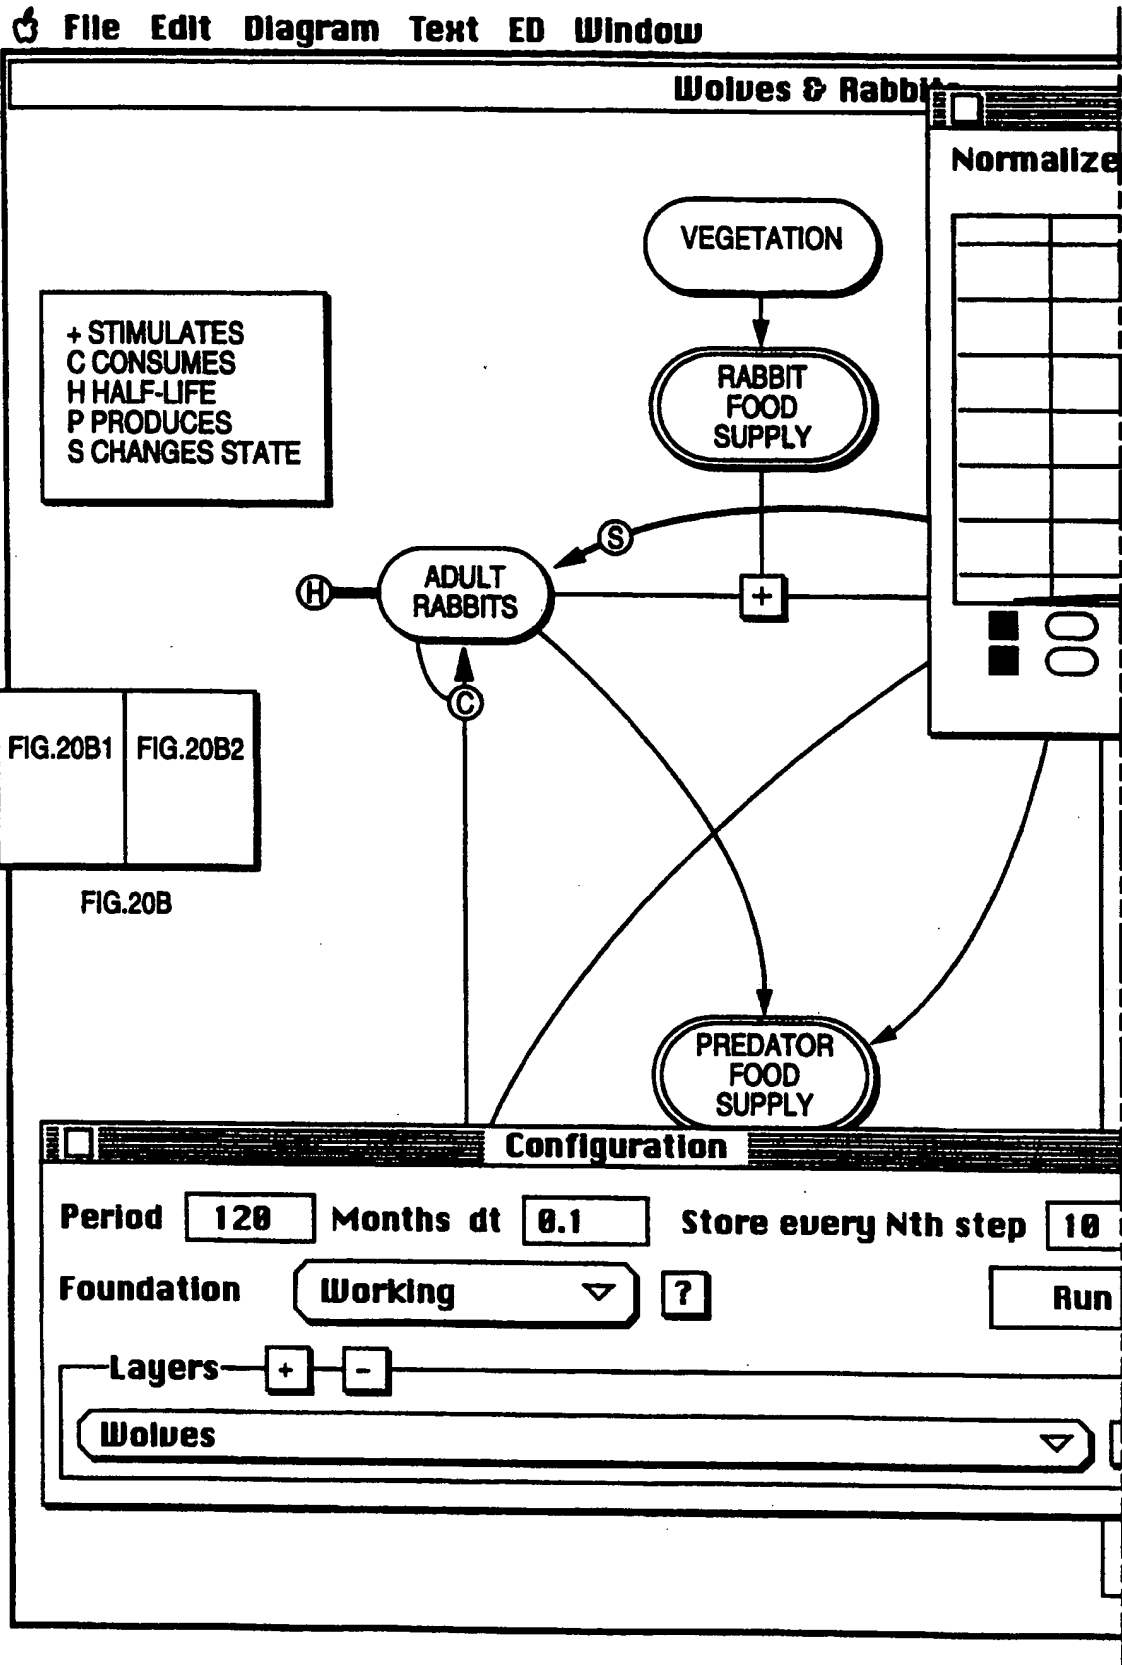 File Edit Diagram Text ED Window
Wolves & Rabbits
Normalize
VEGETATION
+ STIMULATES
C CONSUMES
H HALF-LIFE
P PRODUCES
S CHANGES STATE
RABBIT
FOOD
SUPPLY
S
H
ADULT
RABBITS
+
C
FIG.20B1 FIG.20B2
FIG.20B
PREDATOR
FOOD
SUPPLY
Configuration
Period 120 Months dt 0.1 Store every Nth step 10
Foundation Working ? Run
Layers + -
Wolves